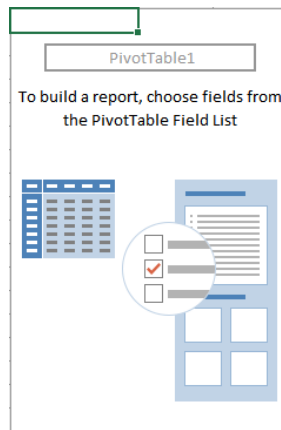 PivotTable1
To build a report, choose fields from
the PivotTable Field List